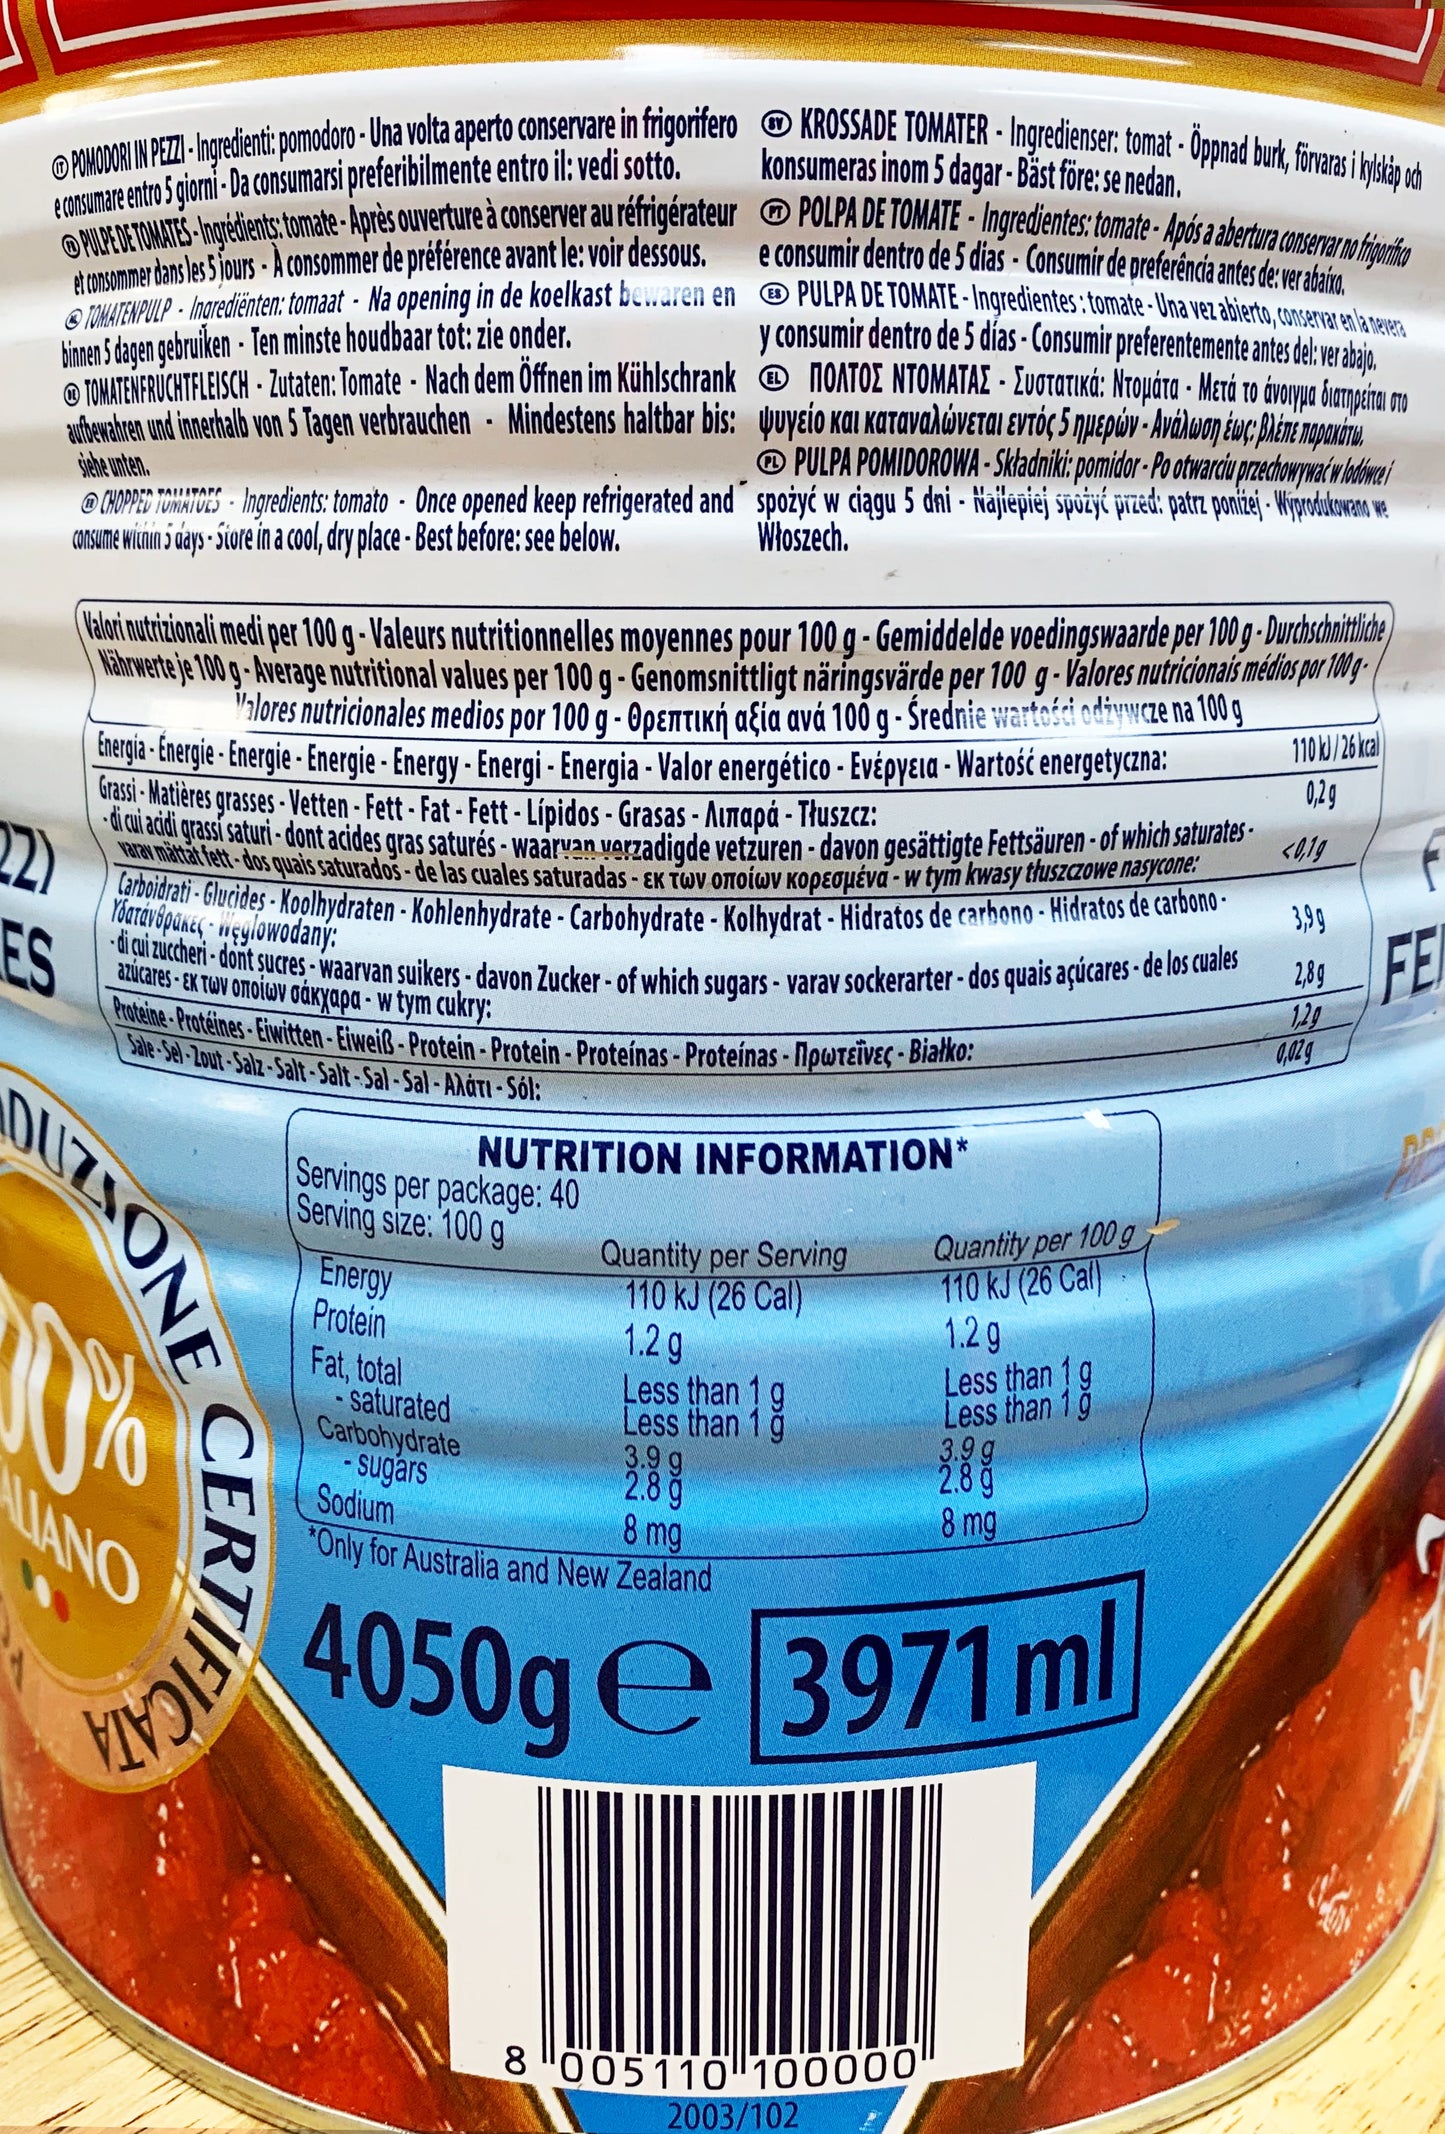 IT POMODORI IN PEZZI - Ingredienti: pomodoro - Una volta aperto conservare in frigorifero
e consumare entro 5 giorni - Da consumarsi preferibilmente entro il: vedi sotto.
FR PULPE DE TOMATES - Ingrédients: tomate - Après ouverture à conserver au réfrigérateur
et consommer dans les 5 jours - À consommer de préférence avant le: voir dessous.
NL TOMATENPULP - Ingrediënten: tomaat - Na opening in de koelkast bewaren en
binnen 5 dagen gebruiken - Ten minste houdbaar tot: zie onder.
DE TOMATENFRUCHTFLEISCH - Zutaten: Tomate - Nach dem Öffnen im Kühlschrank
aufbewahren und innerhalb von 5 Tagen verbrauchen - Mindestens haltbar bis:
siehe unten.
CHOPPED TOMATOES - Ingredients: tomato - Once opened keep refrigerated and
consume within 5 days - Store in a cool, dry place - Best before: see below.
SV KROSSADE TOMATER - Ingredienser: tomat - Öppnad burk, förvaras i kylskåp och
konsumeras inom 5 dagar - Bäst före: se nedan.
PT POLPA DE TOMATE - Ingredientes: tomate - Após a abertura conservar no frigorífico
e consumir dentro de 5 dias - Consumir de preferência antes de: ver abaixo.
ES PULPA DE TOMATE - Ingredientes : tomate - Una vez abierto, conservar en la nevera
y consumir dentro de 5 días - Consumir preferentemente antes del: ver abajo.
EL ΠΟΛΤΟΣ ΝΤΟΜΑΤΑΣ - Συστατικά: Ντομάτα - Μετά το άνοιγμα διατηρείται στο
ψυγείο και καταναλώνεται εντός 5 ημερών - Ανάλωση έως: βλέπε παρακάτω.
PL PULPA POMIDOROWA - Składniki: pomidor - Po otwarciu przechowywać w lodówce i
spożyć w ciągu 5 dni - Najlepiej spożyć przed: patrz poniżej - Wyprodukowano we
Włoszech.
Valori nutrizionali medi per 100 g - Valeurs nutritionnelles moyennes pour 100 g - Gemiddelde voedingswaarde per 100 g - Durchschnittliche
Nährwerte je 100 g - Average nutritional values per 100 g - Genomsnittligt näringsvärde per 100 g - Valores nutricionais médios por 100 g -
Valores nutricionales medios por 100 g - Θρεπτική αξία ανά 100 g - Średnie wartości odżywcze na 100 g
Energia - Énergie - Energie - Energie - Energy - Energi - Energia - Valor energético - Ενέργεια - Wartość energetyczna: 110 kJ / 26 kcal
Grassi - Matières grasses - Vetten - Fett - Fat - Fett - Lípidos - Grasas - Λιπαρά - Tłuszcz: 0,2 g
- di cui acidi grassi saturi - dont acides gras saturés - waarvan verzadigde vetzuren - davon gesättigte Fettsäuren - of which saturates -
varav mättat fett - dos quais saturados - de las cuales saturadas - εκ των οποίων κορεσμένα - w tym kwasy tłuszczowe nasycone: <0,1g
Carboidrati - Glucides - Koolhydraten - Kohlenhydrate - Carbohydrate - Kolhydrat - Hidratos de carbono - Hidratos de carbono -
Υδατάνθρακες - Węglowodany: 3,9 g
- di cui zuccheri - dont sucres - waarvan suikers - davon Zucker - of which sugars - varav sockerarter - dos quais açúcares - de los cuales
azúcares - εκ των οποίων σάκχαρα - w tym cukry: 2,8 g
Proteine - Protéines - Eiwitten - Eiweiß - Protein - Protein - Proteínas - Proteínas - Πρωτεΐνες - Białko: 1,2 g
Sale - Sel - Zout - Salz - Salt - Salt - Sal - Sal - Αλάτι - Sól: 0,02 g
NUTRITION INFORMATION*
Servings per package: 40
Serving size: 100 g
Quantity per Serving Quantity per 100 g
Energy 110 kJ (26 Cal) 110 kJ (26 Cal)
Protein 1.2 g 1.2 g
Fat, total Less than 1 g Less than 1 g
- saturated Less than 1 g Less than 1 g
Carbohydrate 3.9 g 3.9 g
- sugars 2.8 g 2.8 g
Sodium 8 mg 8 mg
*Only for Australia and New Zealand
4050g e 3971 ml
8 005110 100000
2003/102
CERTIFICATA